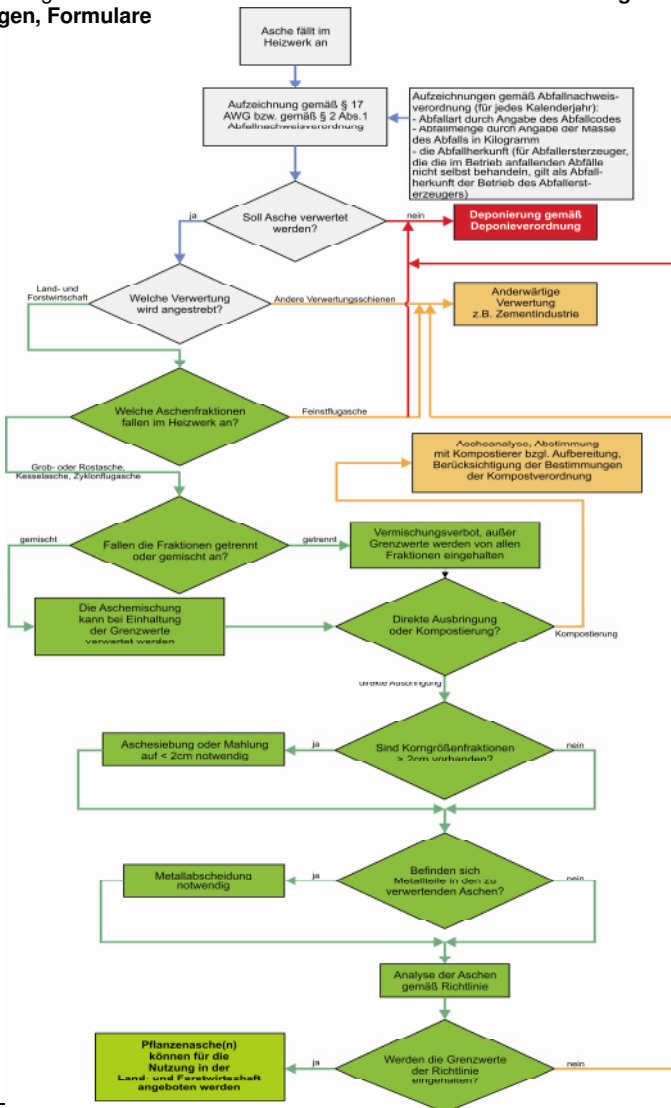 gen, Formulare
Asche fällt im
Heizwerk an
Aufzeichnung gemäß § 17
AWG bzw. gemäß § 2 Abs.1
Abfallnachweisverordnung
Aufzeichnungen gemäß Abfallnachweis-
verordnung (für jedes Kalenderjahr):
- Abfallart durch Angabe des Abfallcodes
- Abfallmenge durch Angabe der Masse
des Abfalls in Kilogramm
- die Abfallherkunft (für Abfallersterzeuger,
die die im Betrieb anfallenden Abfälle
nicht selbst behandeln, gilt als Abfall-
herkunft der Betrieb des Abfallerst-
erzeugers)
Soll Asche verwertet
werden?
ja
nein
Deponierung gemäß
Deponieverordnung
Welche Verwertung
wird angestrebt?
Land- und
Forstwirtschaft
Andere Verwertungsschienen
Anderwärtige
Verwertung
z.B. Zementindustrie
Welche Aschenfraktionen
fallen im Heizwerk an?
Feinstflugasche
Grob- oder Rostasche,
Kesselasche, Zyklonflugasche
Ascheanalyse, Abstimmung
mit Kompostierer bzgl. Aufbereitung,
Berücksichtigung der Bestimmungen
der Kompostverordnung
Fallen die Fraktionen getrennt
oder gemischt an?
gemischt
getrennt
Vermischungsverbot, außer
Grenzwerte werden von allen
Fraktionen eingehalten
Die Aschemischung
kann bei Einhaltung
der Grenzwerte
verwertet werden
Direkte Ausbringung
oder Kompostierung?
Kompostierung
direkte Ausbringung
Sind Korngrößenfraktionen
> 2cm vorhanden?
ja
nein
Aschesiebung oder Mahlung
auf < 2cm notwendig
Befinden sich
Metallteile in den zu
verwertenden Aschen?
ja
nein
Metallabscheidung
notwendig
Analyse der Aschen
gemäß Richtlinie
Werden die Grenzwerte
der Richtlinie
eingehalten?
ja
nein
Pflanzenasche(n)
können für die
Nutzung in der
Land- und Forstwirtschaft
angeboten werden